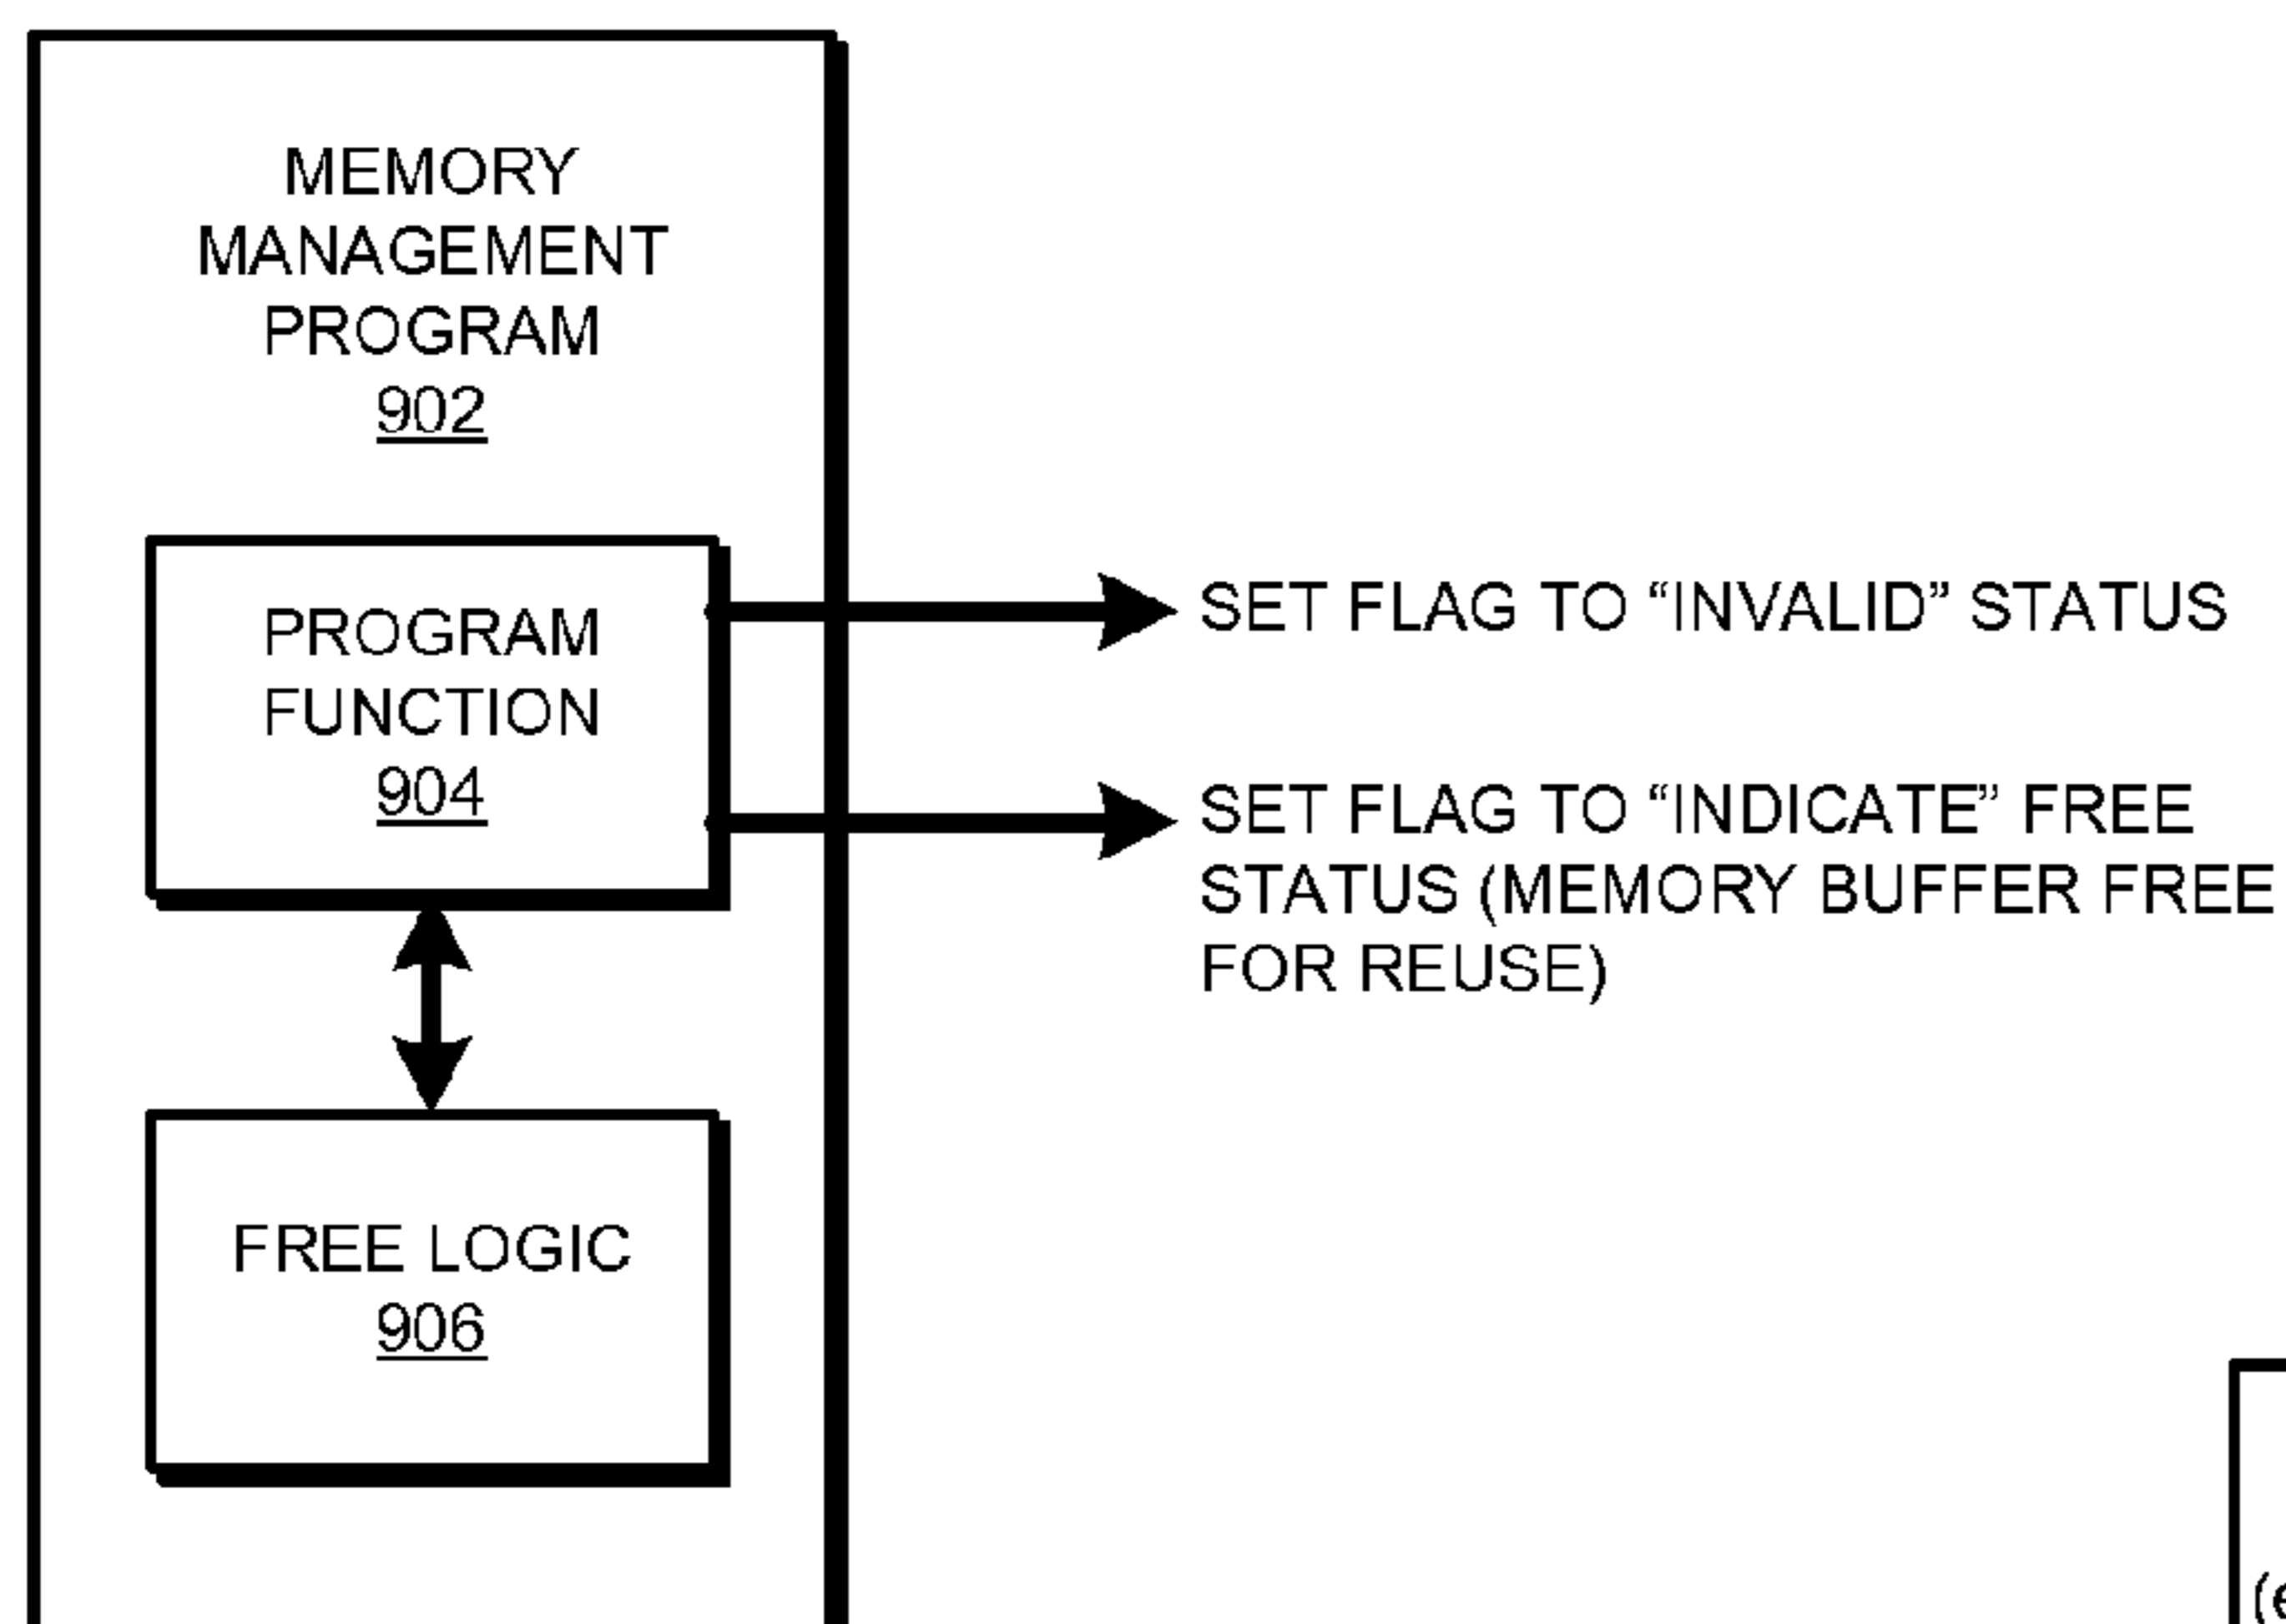 MEMORY
MANAGEMENT
PROGRAM
902
PROGRAM
FUNCTION
904
SET FLAG TO “INVALID” STATUS
SET FLAG TO “INDICATE” FREE
STATUS (MEMORY BUFFER FREE
FOR REUSE)
FREE LOGIC
906